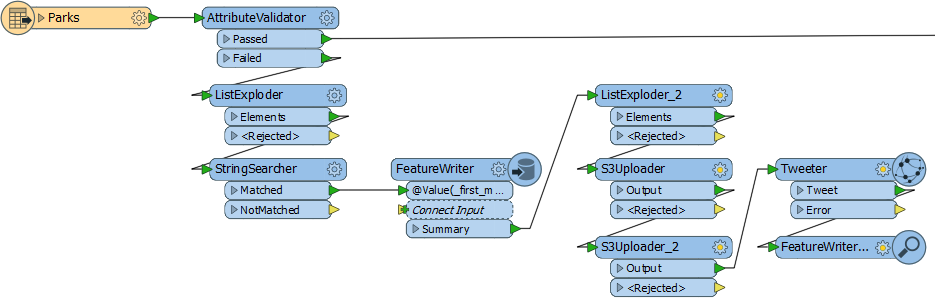 Parks
AttributeValidator
Passed
Failed
ListExploder
Elements
<Rejected>
StringSearcher
Matched
NotMatched
FeatureWriter
@Value(_first_m ...
Connect Input
Summary
ListExploder_2
Elements
<Rejected>
S3Uploader
Output
<Rejected>
S3Uploader_2
Output
<Rejected>
Tweeter
Tweet
Error
FeatureWriter...